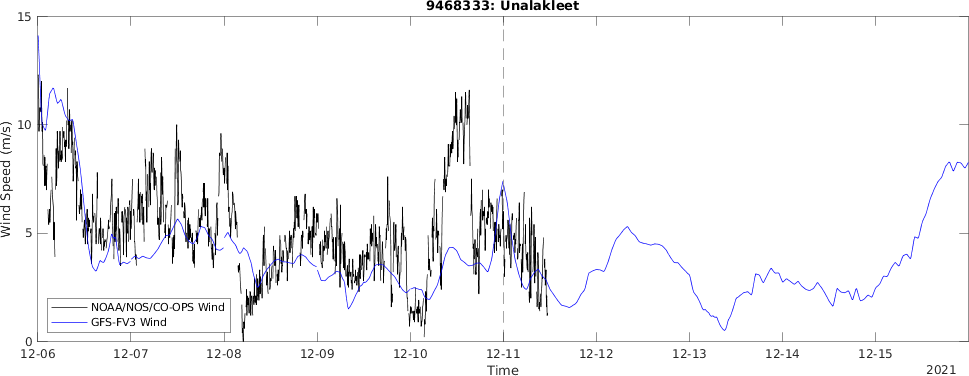 9468333: Unalakleet
15
10
5
0
Wind Speed (m/s)
NOAA/NOS/CO-OPS Wind
GFS-FV3 Wind
12-06 12-07 12-08 12-09 12-10 12-11 12-12 12-13 12-14 12-15
Time
2021